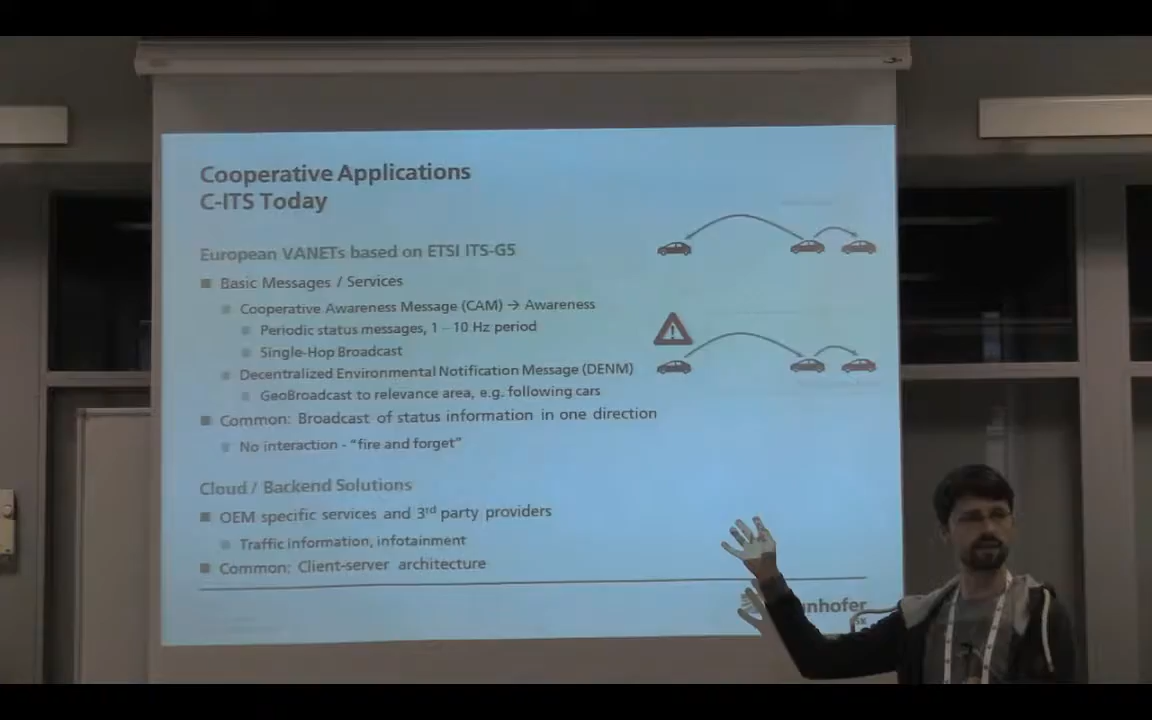 Cooperative Applications
C-ITS Today
European VANETs based on ETSI ITS-G5
Basic Messages / Services
Cooperative Awareness Message (CAM) → Awareness
Periodic status messages, 1 – 10 Hz period
Single-Hop Broadcast
Decentralized Environmental Notification Message (DENM)
GeoBroadcast to relevance area, e.g. following cars
Common: Broadcast of status information in one direction
No interaction - “fire and forget”
Cloud / Backend Solutions
OEM specific services and 3rd party providers
Traffic information, infotainment
Common: Client-server architecture
unhofer